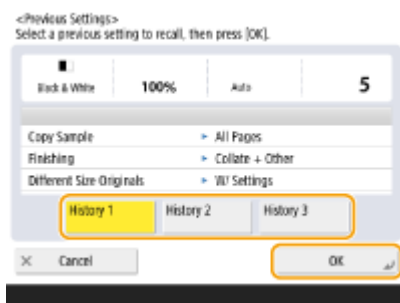 <Previous Settings>
Select a previous setting to recall, then press [OK].
Black & White 100% Auto 5
Copy Sample ► All Pages
Finishing ► Collate + Other
Different Size Originals ► W/ Settings
History 1 History 2 History 3
× Cancel OK